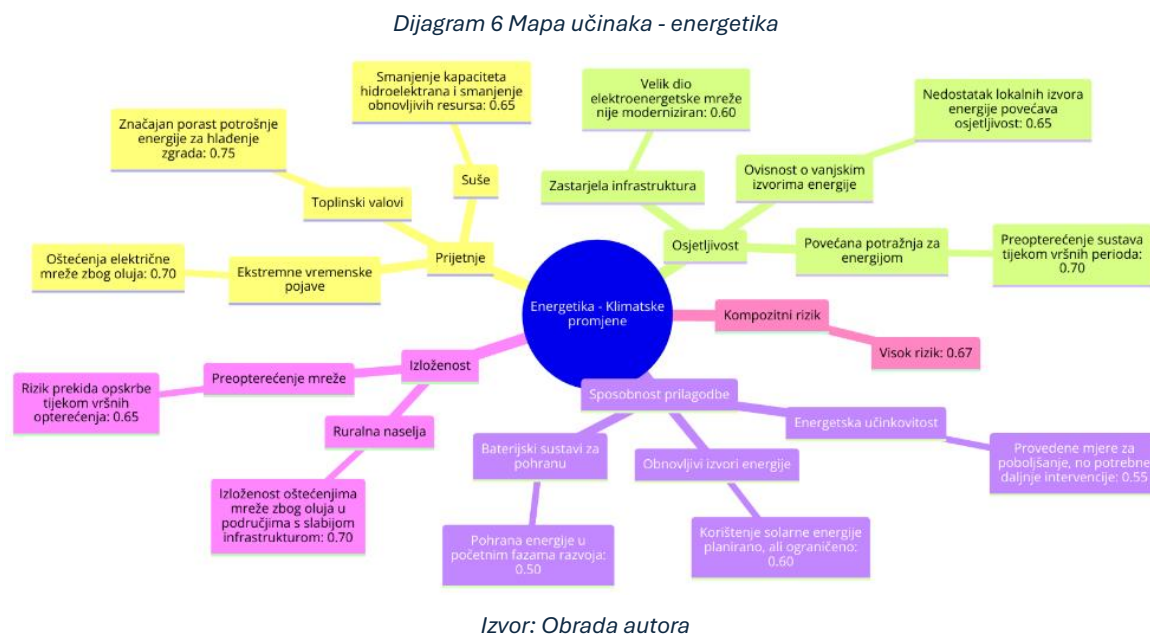 Dijagram 6 Mapa učinaka - energetika
Smanjenje kapaciteta
hidroelektrana i smanjenje
obnovljivih resursa: 0.65
Značajan porast potrošnje
energije za hlađenje
zgrada: 0.75
Suše
Toplinski valovi
Oštećenja električne
mreže zbog oluja: 0.70
Ekstremne vremenske
pojave
Prijetnje
Velik dio
elektroenergetske mreže
nije moderniziran: 0.60
Nedostatak lokalnih izvora
energije povećava
osjetljivost: 0.65
Zastarjela infrastruktura
Ovisnost o vanjskim
izvorima energije
Osjetljivost
Povećana potražnja za
energijom
Preopterećenje sustava
tijekom vršnih perioda:
0.70
Energetika - Klimatske
promjene
Kompozitni rizik
Visok rizik: 0.67
Izloženost
Preopterećenje mreže
Rizik prekida opskrbe
tijekom vršnih
opterećenja: 0.65
Ruralna naselja
Izloženost oštećenjima
mreže zbog oluja u
područjima s slabijom
infrastrukturom: 0.70
Sposobnost prilagodbe
Baterijski sustavi za
pohranu
Pohrana energije u
početnim fazama razvoja:
0.50
Obnovljivi izvori energije
Korištenje solarne energije
planirano, ali ograničeno:
0.60
Energetska učinkovitost
Provedene mjere za
poboljšanje, no potrebne
daljnje intervencije: 0.55
Izvor: Obrada autora